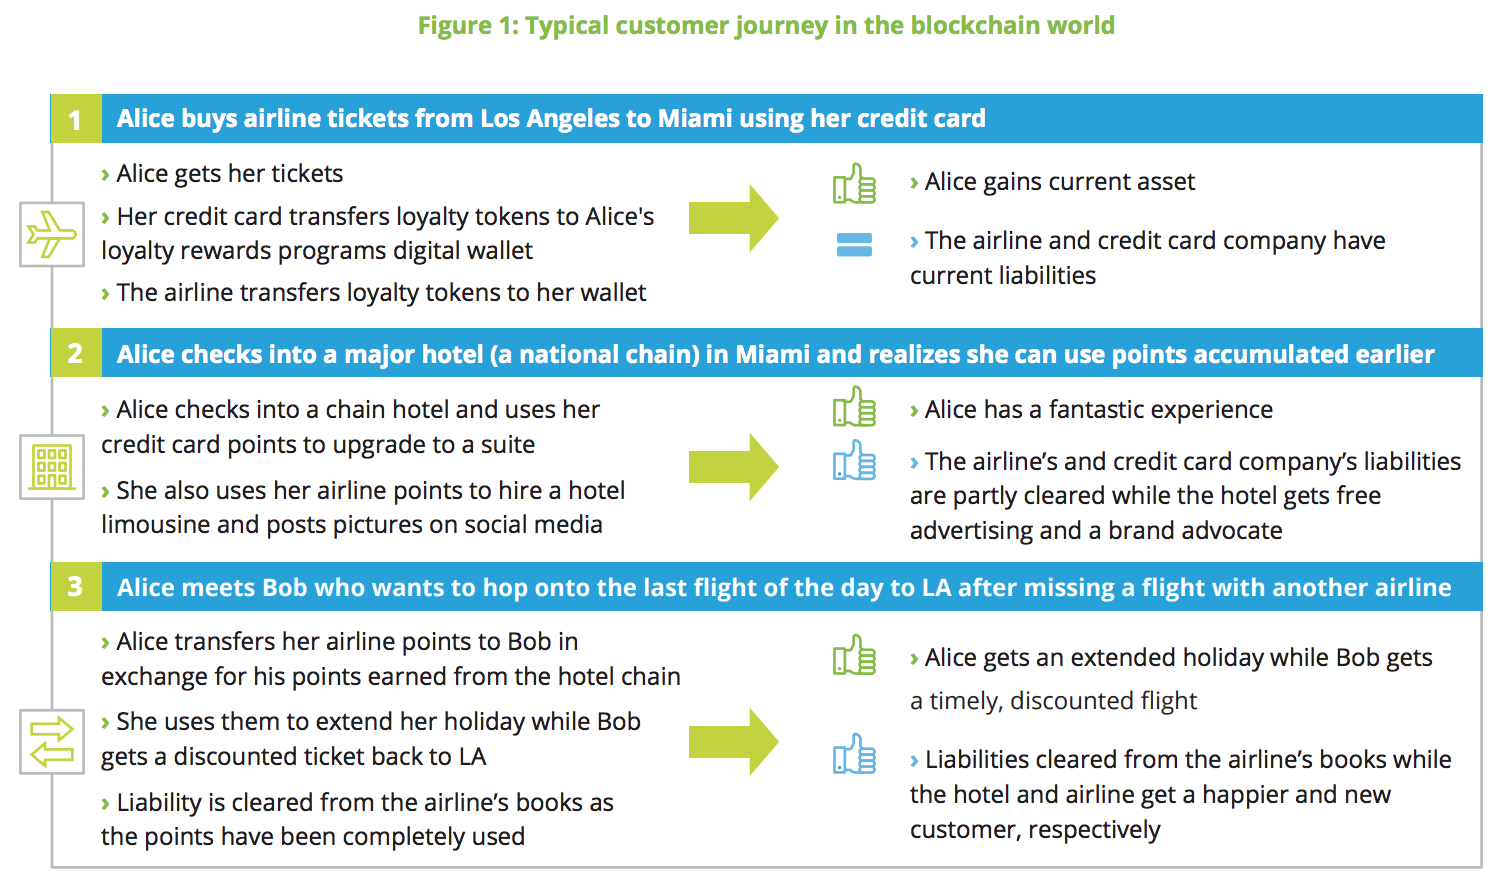 Figure 1: Typical customer journey in the blockchain world
1 Alice buys airline tickets from Los Angeles to Miami using her credit card
› Alice gets her tickets
› Her credit card transfers loyalty tokens to Alice's
loyalty rewards programs digital wallet
› The airline transfers loyalty tokens to her wallet
› Alice gains current asset
› The airline and credit card company have
current liabilities
2 Alice checks into a major hotel (a national chain) in Miami and realizes she can use points accumulated earlier
› Alice checks into a chain hotel and uses her
credit card points to upgrade to a suite
› She also uses her airline points to hire a hotel
limousine and posts pictures on social media
› Alice has a fantastic experience
› The airline’s and credit card company’s liabilities
are partly cleared while the hotel gets free
advertising and a brand advocate
3 Alice meets Bob who wants to hop onto the last flight of the day to LA after missing a flight with another airline
› Alice transfers her airline points to Bob in
exchange for his points earned from the hotel chain
› She uses them to extend her holiday while Bob
gets a discounted ticket back to LA
› Liability is cleared from the airline’s books as
the points have been completely used
› Alice gets an extended holiday while Bob gets
a timely, discounted flight
› Liabilities cleared from the airline’s books while
the hotel and airline get a happier and new
customer, respectively